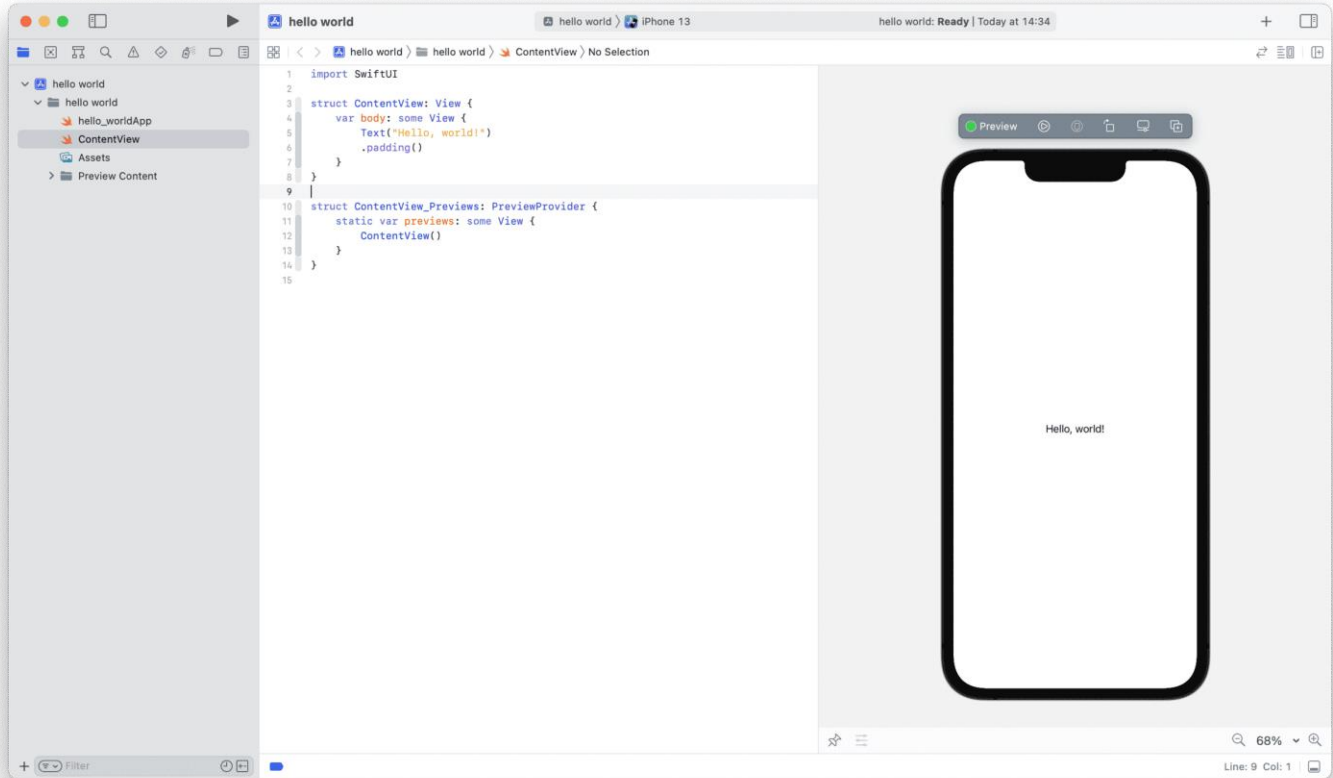 hello world
hello world 〉 iPhone 13
hello world: Ready | Today at 14:34
hello world 〉 hello world 〉 ContentView 〉 No Selection
hello world
hello world
hello_worldApp
ContentView
Assets
Preview Content
Filter
1 import SwiftUI
2
3 struct ContentView: View {
4     var body: some View {
5         Text("Hello, world!")
6         .padding()
7     }
8 }
9
10 struct ContentView_Previews: PreviewProvider {
11     static var previews: some View {
12         ContentView()
13     }
14 }
15
Preview
Hello, world!
68%
Line: 9 Col: 1